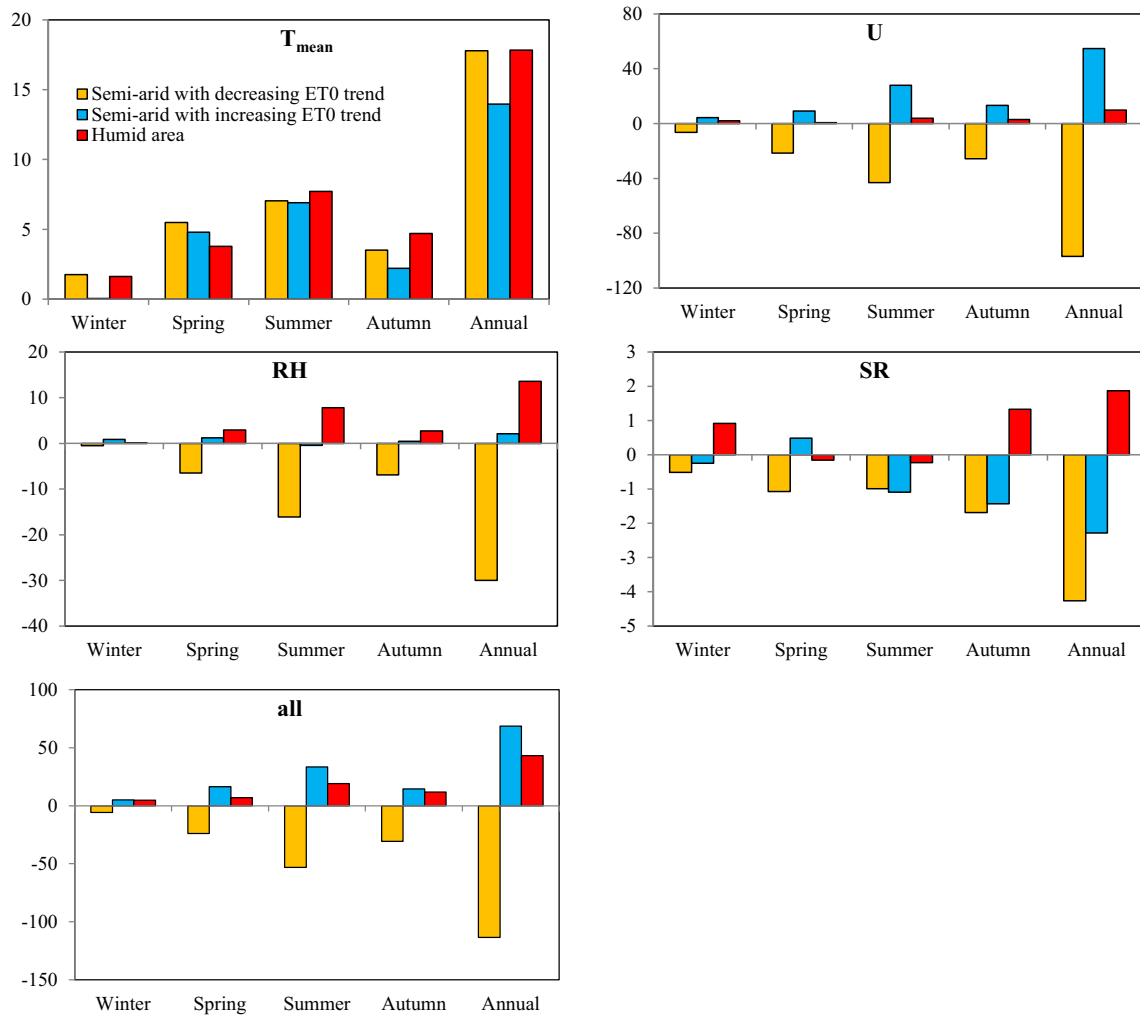 T_mean
20
15
10
5
0
Semi-arid with decreasing ET0 trend
Semi-arid with increasing ET0 trend
Humid area
Winter Spring Summer Autumn Annual
U
80
40
0
-40
-80
-120
Winter Spring Summer Autumn Annual
RH
20
10
0
-10
-20
-30
-40
Winter Spring Summer Autumn Annual
SR
3
2
1
0
-1
-2
-3
-4
-5
Winter Spring Summer Autumn Annual
all
100
50
0
-50
-100
-150
Winter Spring Summer Autumn Annual